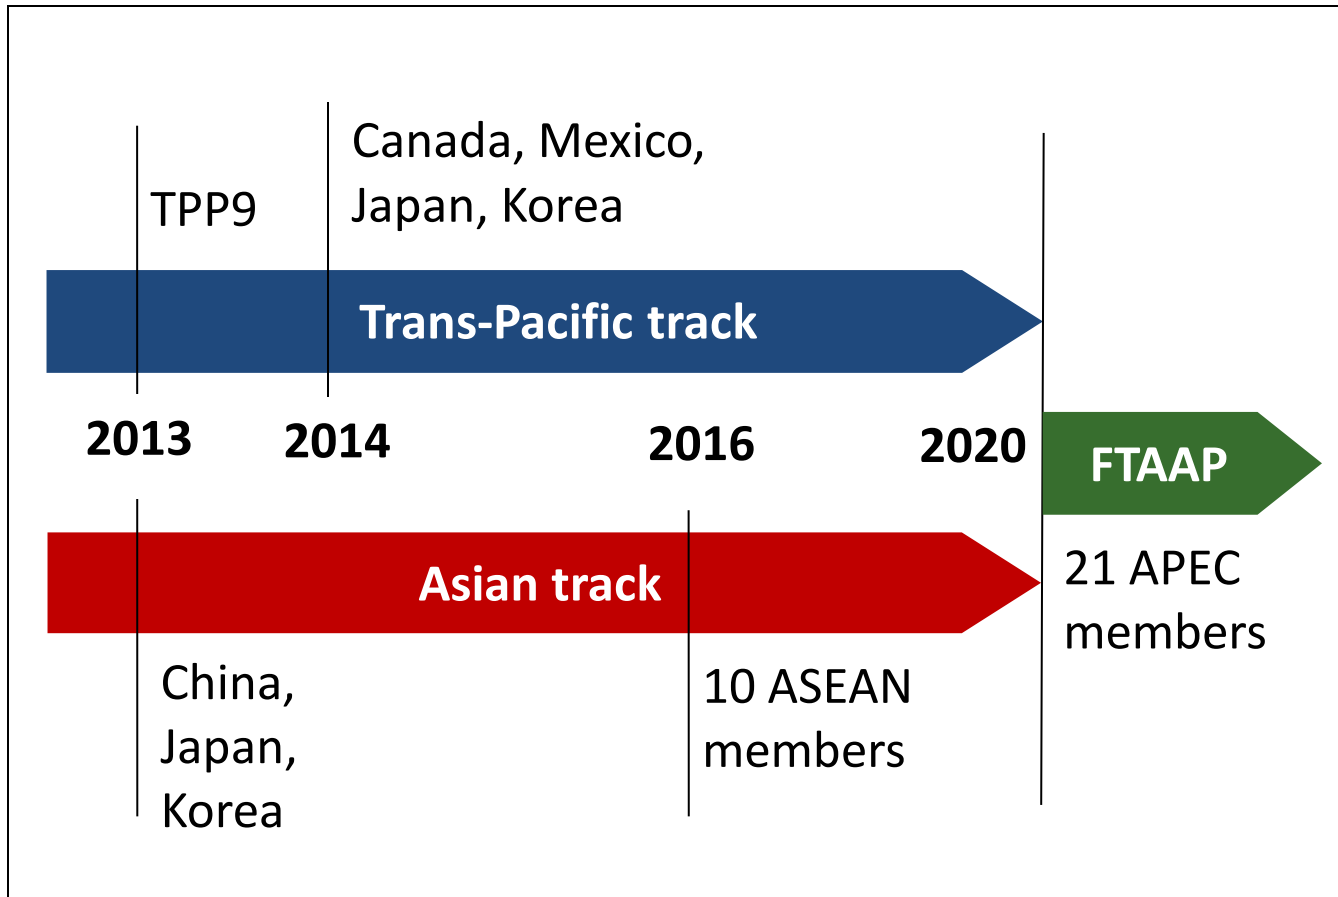 Canada, Mexico,
Japan, Korea
TPP9
Trans-Pacific track
2013
2014
2016
2020
FTAAP
Asian track
21 APEC
members
China,
Japan,
Korea
10 ASEAN
members